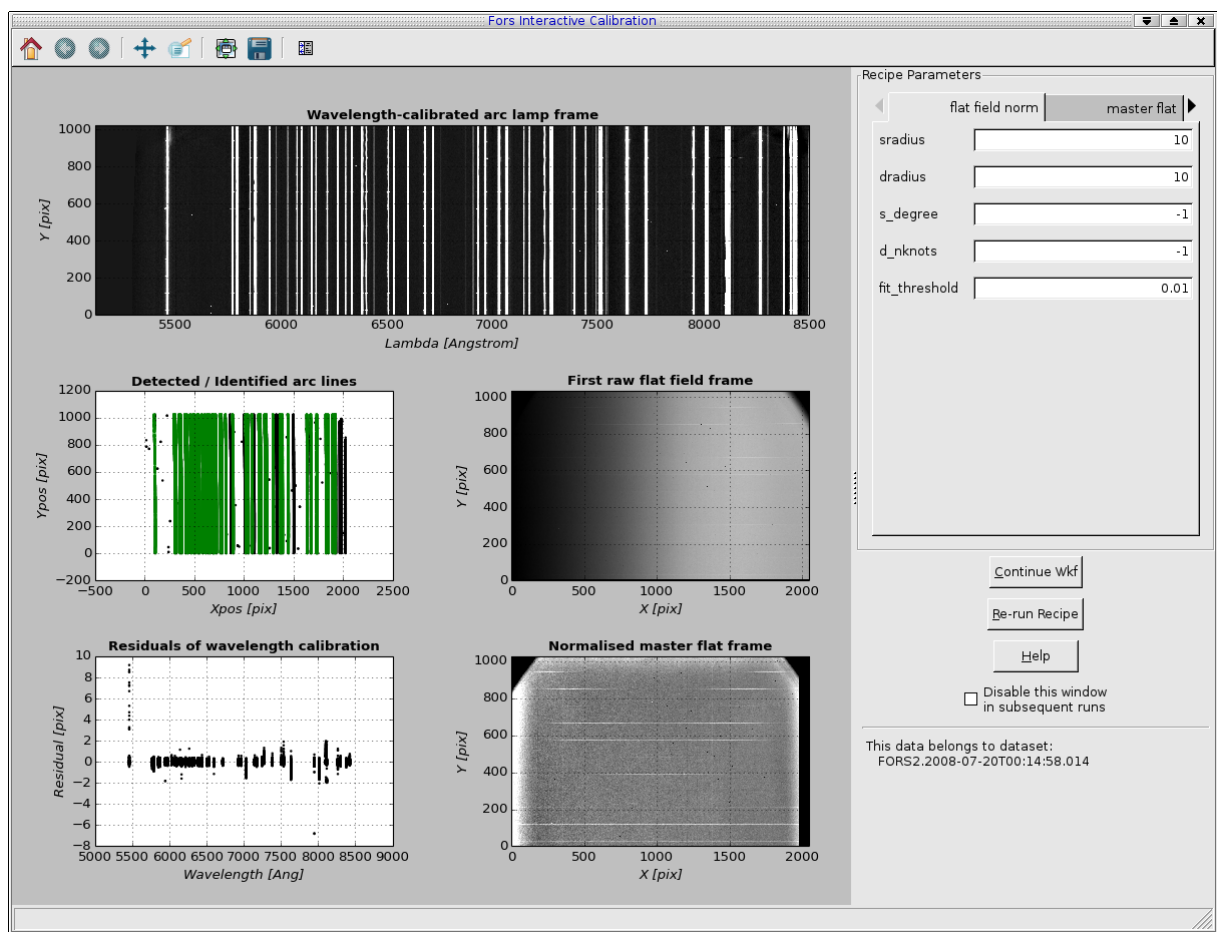 Fors Interactive Calibration
Recipe Parameters
flat field norm
master flat
sradius 10
dradius 10
s_degree -1
d_nknots -1
fit_threshold 0.01
Wavelength-calibrated arc lamp frame
Y [pix]
1000
800
600
400
200
0
5500 6000 6500 7000 7500 8000 8500
Lambda [Angstrom]
Detected / Identified arc lines
Ypos [pix]
1200
1000
800
600
400
200
0
−200
−500 0 500 1000 1500 2000 2500
Xpos [pix]
First raw flat field frame
Y [pix]
1000
800
600
400
200
0
0 500 1000 1500 2000
X [pix]
Residuals of wavelength calibration
Residual [pix]
10
8
6
4
2
0
−2
−4
−6
−8
5000 5500 6000 6500 7000 7500 8000 8500 9000
Wavelength [Ang]
Normalised master flat frame
Y [pix]
1000
800
600
400
200
0
0 500 1000 1500 2000
X [pix]
Continue Wkf
Re-run Recipe
Help
Disable this window
in subsequent runs
This data belongs to dataset:
FORS2.2008-07-20T00:14:58.014